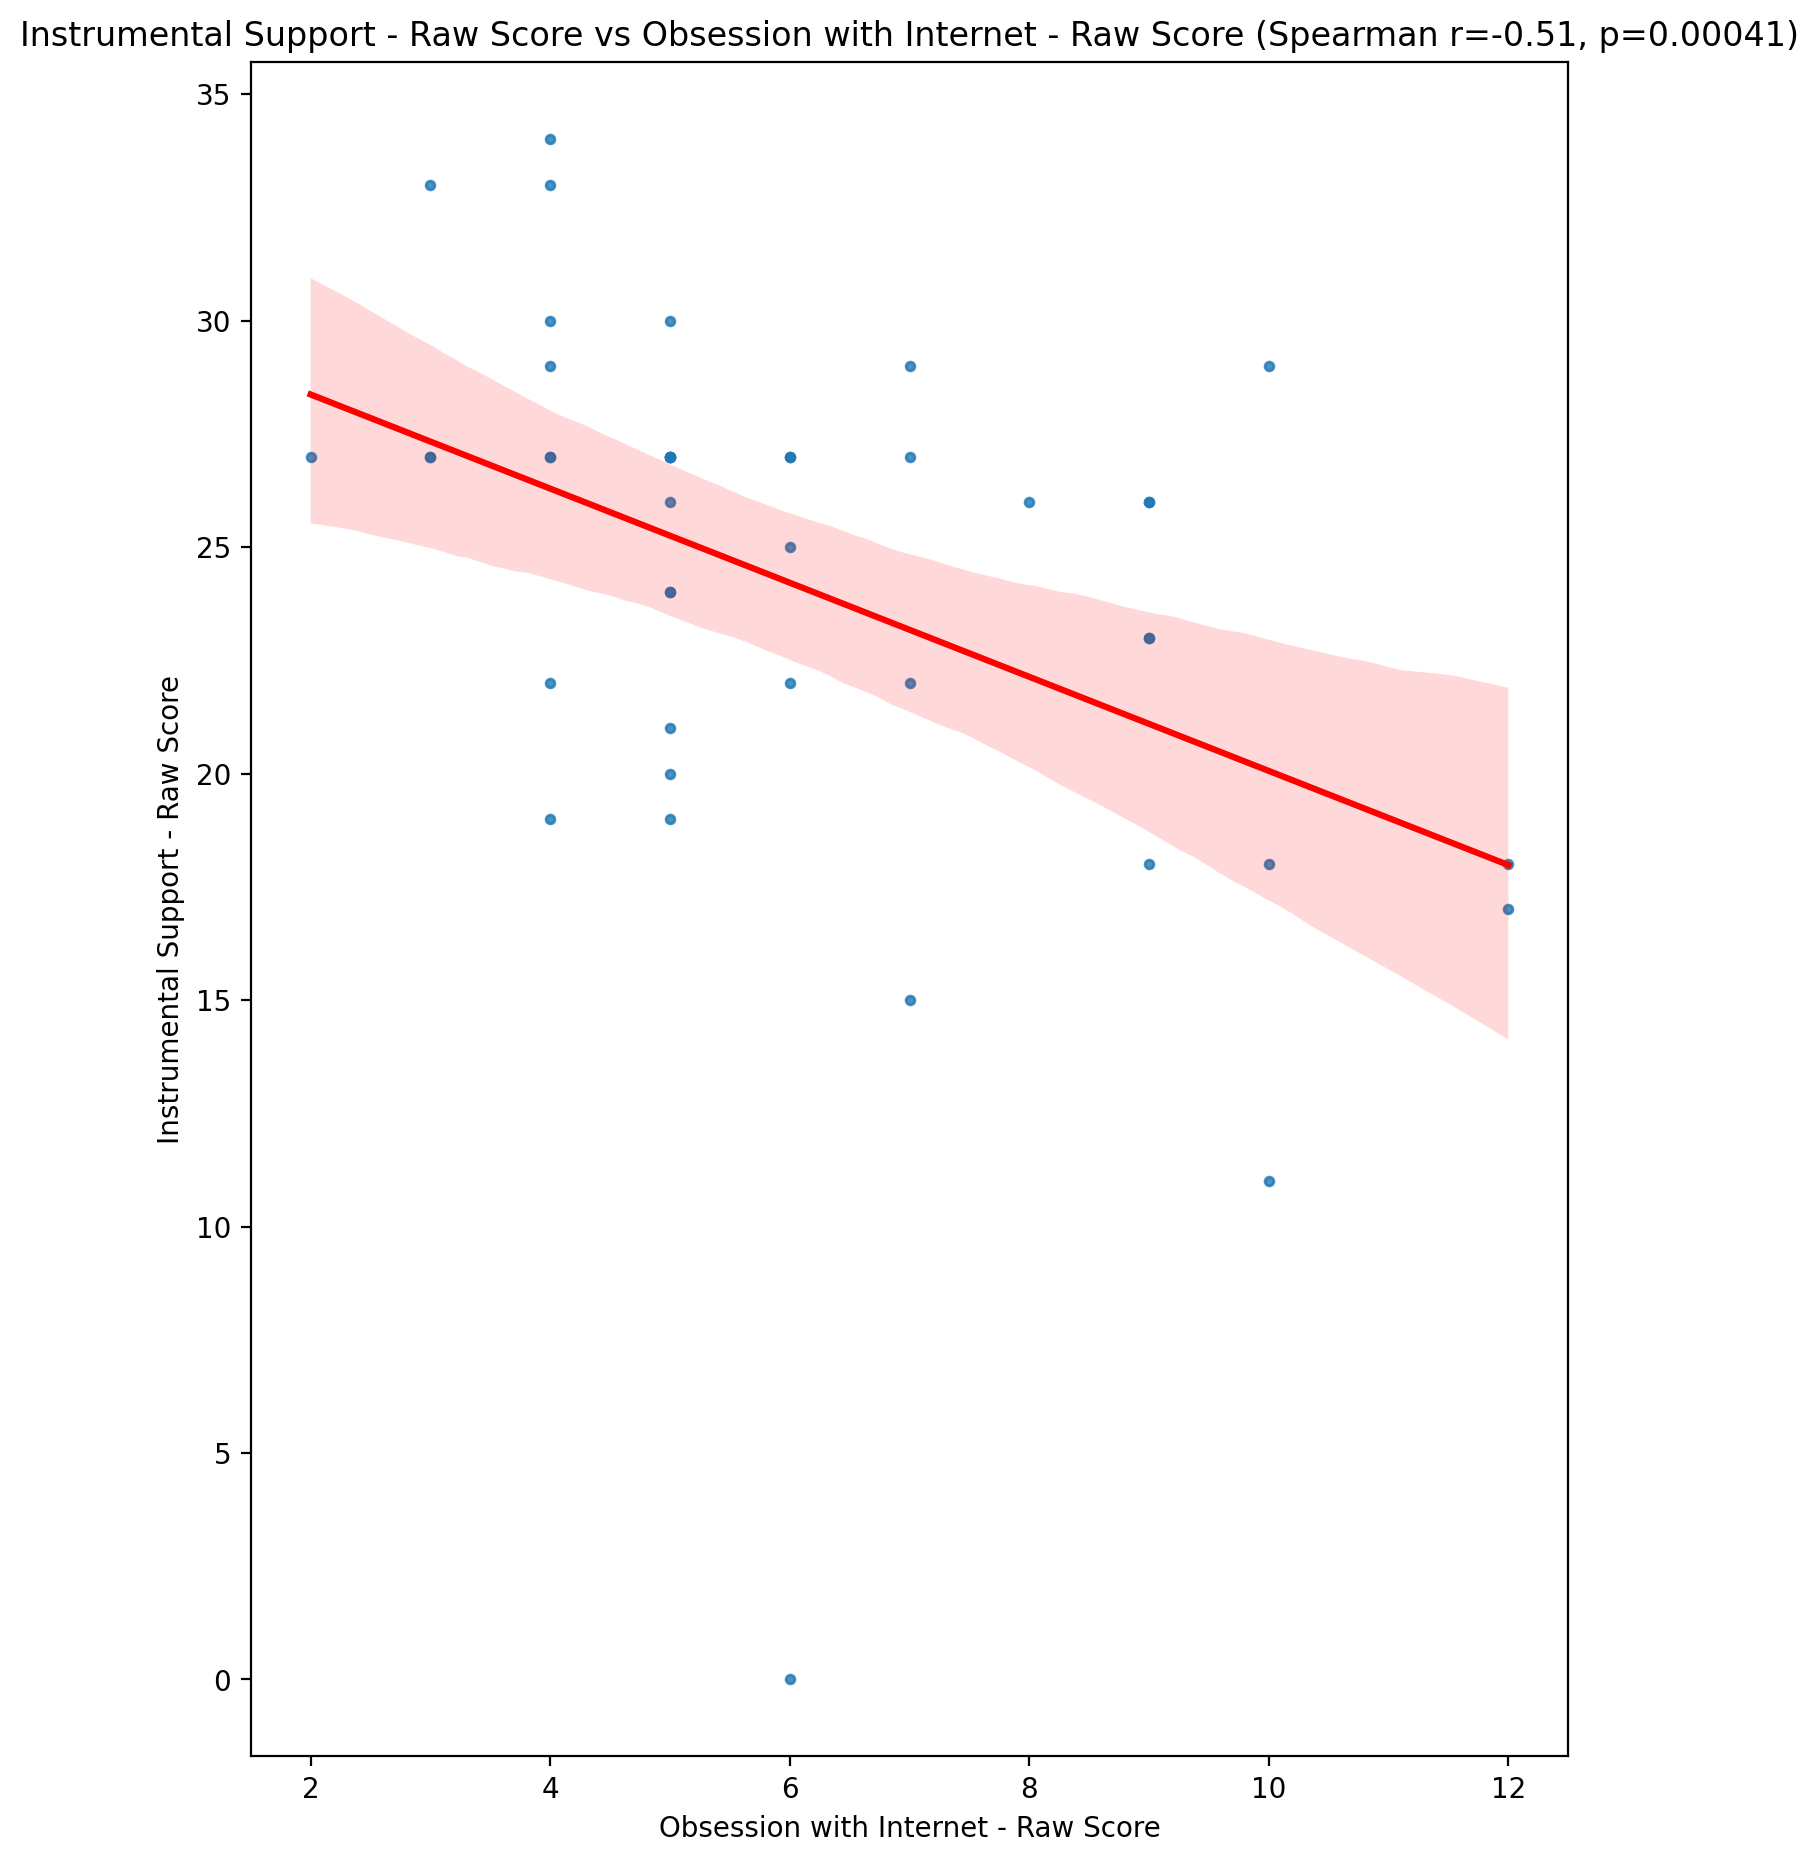 Instrumental Support - Raw Score vs Obsession with Internet - Raw Score (Spearman r=-0.51, p=0.00041)
35
30
25
20
15
10
5
0
Instrumental Support - Raw Score
2 4 6 8 10 12
Obsession with Internet - Raw Score